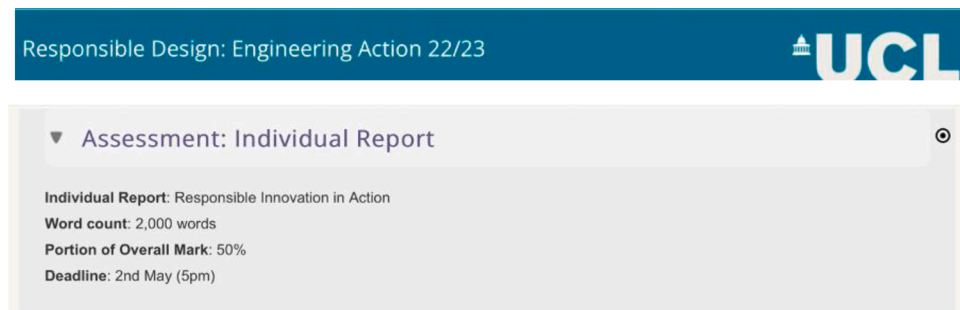 Responsible Design: Engineering Action 22/23
UCL
Assessment: Individual Report
Individual Report: Responsible Innovation in Action
Word count: 2,000 words
Portion of Overall Mark: 50%
Deadline: 2nd May (5pm)